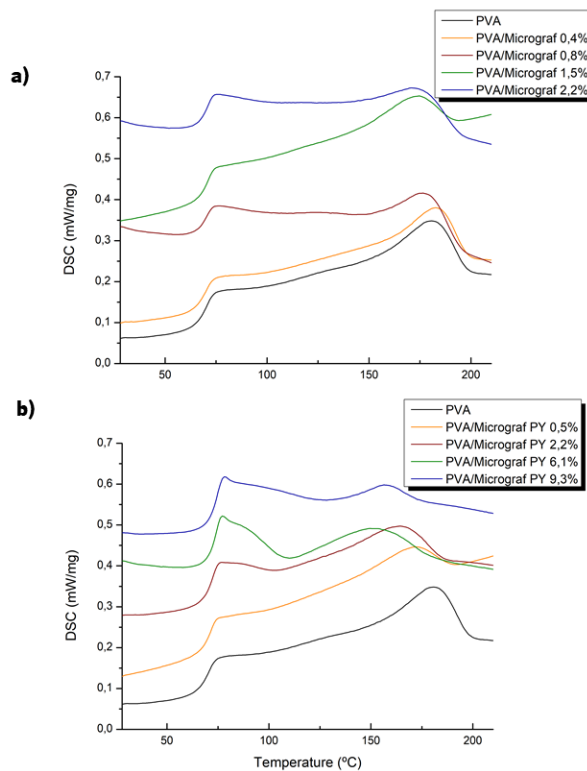 PVA
PVA/Micrograf 0,4%
PVA/Micrograf 0,8%
PVA/Micrograf 1,5%
PVA/Micrograf 2,2%
a)
0,7
0,6
0,5
0,4
0,3
0,2
0,1
0,0
DSC (mW/mg)
50
100
150
200
b)
PVA
PVA/Micrograf PY 0,5%
PVA/Micrograf PY 2,2%
PVA/Micrograf PY 6,1%
PVA/Micrograf PY 9,3%
0,7
0,6
0,5
0,4
0,3
0,2
0,1
0,0
DSC (mW/mg)
50
100
150
200
Temperature (ºC)